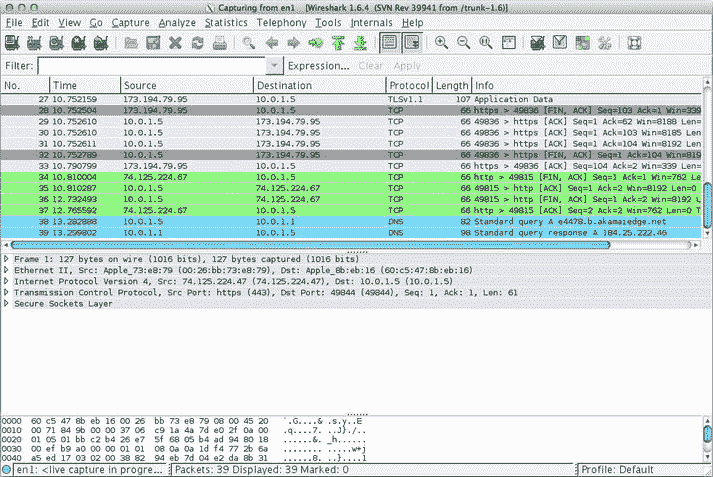 Capturing from en1 [Wireshark 1.6.4 (SVN Rev 39941 from /trunk-1.6)]
File Edit View Go Capture Analyze Statistics Telephony Tools Internals Help
Filter: Expression... Clear Apply
No. Time Source Destination Protocol Length Info
27 10.752159 173.194.79.95 10.0.1.5 TLSv1.1 107 Application Data
28 10.752504 173.194.79.95 10.0.1.5 TCP 66 https > 49836 [FIN, ACK] Seq=103 Ack=1 Win=339
29 10.752610 10.0.1.5 173.194.79.95 TCP 66 49836 > https [ACK] Seq=1 Ack=62 Win=8188 Len=
30 10.752610 10.0.1.5 173.194.79.95 TCP 66 49836 > https [ACK] Seq=1 Ack=103 Win=8185 Len
31 10.752611 10.0.1.5 173.194.79.95 TCP 66 49836 > https [ACK] Seq=1 Ack=104 Win=8192 Len
32 10.752789 10.0.1.5 173.194.79.95 TCP 66 49836 > https [FIN, ACK] Seq=1 Ack=104 Win=819
33 10.790799 173.194.79.95 10.0.1.5 TCP 66 https > 49836 [ACK] Seq=104 Ack=2 Win=339 Len=
34 10.810004 74.125.224.67 10.0.1.5 TCP 66 http > 49815 [FIN, ACK] Seq=1 Ack=1 Win=762 L
35 10.810287 10.0.1.5 74.125.224.67 TCP 66 49815 > http [ACK] Seq=1 Ack=2 Win=8192 Len=0
36 12.732493 10.0.1.5 74.125.224.67 TCP 66 49815 > http [FIN, ACK] Seq=1 Ack=2 Win=8192 L
37 12.765592 74.125.224.67 10.0.1.5 TCP 66 http > 49815 [ACK] Seq=2 Ack=2 Win=762 Len=0 T
38 13.282888 10.0.1.5 10.0.1.1 DNS 82 Standard query A e4478.b.akamaiedge.net
39 13.299802 10.0.1.1 10.0.1.5 DNS 98 Standard query response A 184.25.222.46
Frame 1: 127 bytes on wire (1016 bits), 127 bytes captured (1016 bits)
Ethernet II, Src: Apple_73:e8:79 (00:26:bb:73:e8:79), Dst: Apple_8b:eb:16 (60:c5:47:8b:eb:16)
Internet Protocol Version 4, Src: 74.125.224.47 (74.125.224.47), Dst: 10.0.1.5 (10.0.1.5)
Transmission Control Protocol, Src Port: https (443), Dst Port: 49844 (49844), Seq: 1, Ack: 1, Len: 61
Secure Sockets Layer
0000 60 c5 47 8b eb 16 00 26 bb 73 e8 79 08 00 45 20 `.G....& .s.y..E
0010 00 71 84 9b 00 00 37 06 c9 1a 4a 7d e0 2f 0a 00 .q....7. ..J}./..
0020 01 05 01 bb c2 b4 26 e7 5f 68 05 b4 ad 94 80 18 ......&. _h......
0030 00 ef b9 a0 00 00 01 01 08 0a 0a 1d f4 77 2b 6a ........ .....w+j
0040 a5 ed 17 03 02 00 38 82 94 eb 7d 04 e2 da 8b 31 ......8. ..}....1
en1: <live capture in progre... Packets: 39 Displayed: 39 Marked: 0 Profile: Default